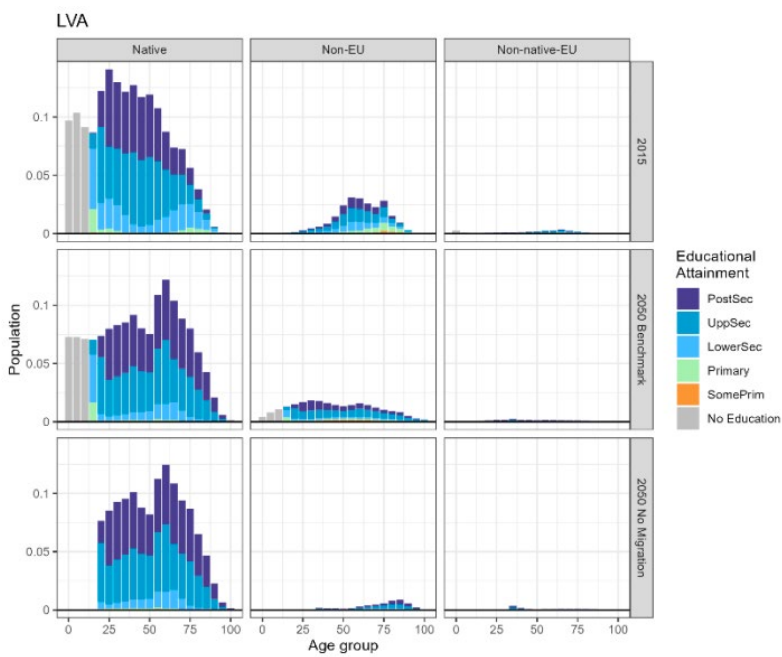 LVA
Native Non-EU Non-native-EU
0.1
0.05
0
2015
0.1
0.05
0
2050 Benchmark
0.1
0.05
0
2050 No Migration
Population
0 25 50 75 100 0 25 50 75 100 0 25 50 75 100
Age group
Educational
Attainment
PostSec
UppSec
LowerSec
Primary
SomePrim
No Education